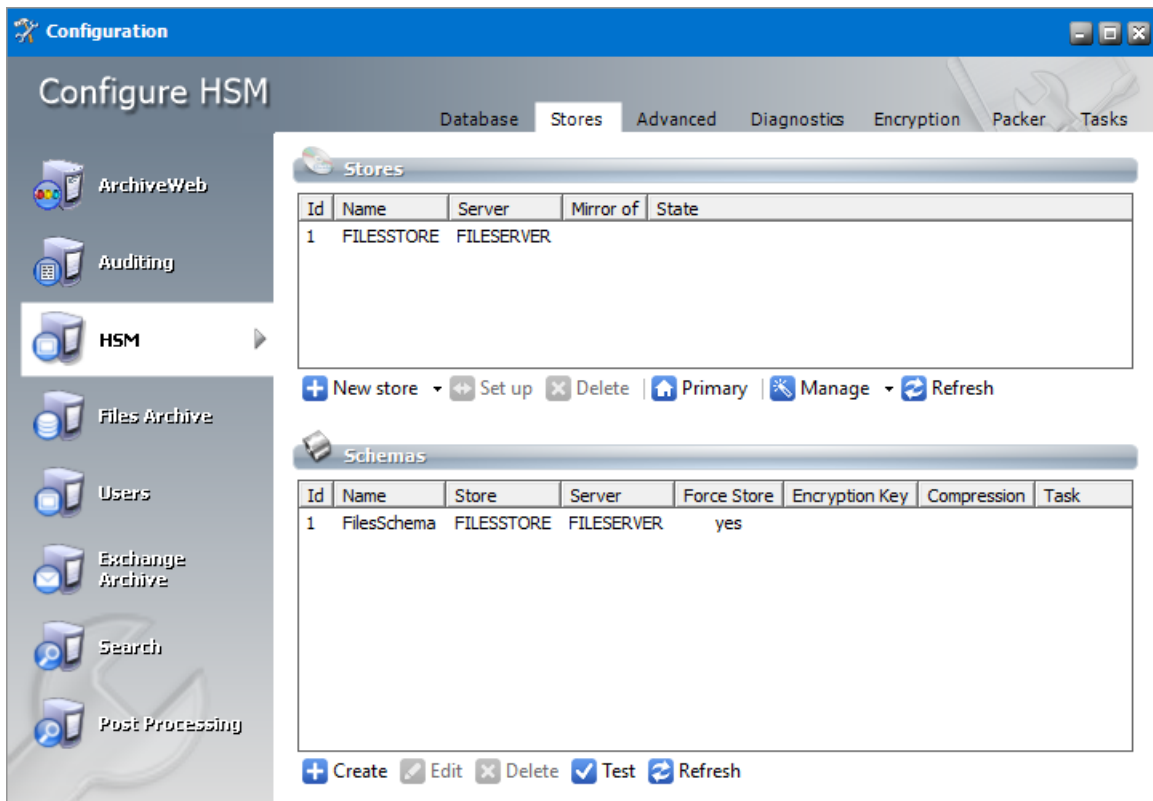 Configuration
Configure HSM
Database Stores Advanced Diagnostics Encryption Packer Tasks
ArchiveWeb
Auditing
HSM
Files Archive
Users
Exchange
Archive
Search
Post Processing
Stores
Id Name Server Mirror of State
1 FILESSTORE FILESERVER
New store Set up Delete Primary Manage Refresh
Schemas
Id Name Store Server Force Store Encryption Key Compression Task
1 FilesSchema FILESSTORE FILESERVER yes
Create Edit Delete Test Refresh